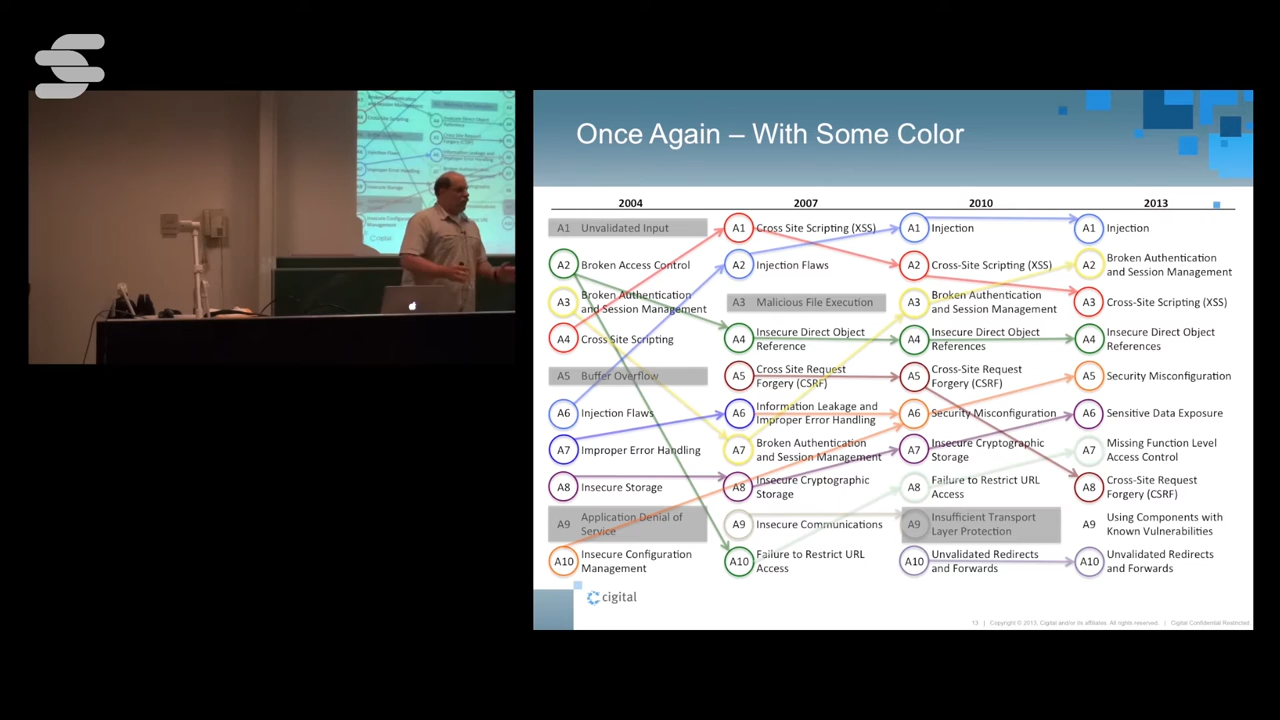 Once Again – With Some Color
2004
2007
2010
2013
A1 Unvalidated Input
A2 Broken Access Control
A3 Broken Authentication
and Session Management
A4 Cross Site Scripting
A5 Buffer Overflow
A6 Injection Flaws
A7 Improper Error Handling
A8 Insecure Storage
A9 Application Denial of
Service
A10 Insecure Configuration
Management
A1 Cross Site Scripting (XSS)
A2 Injection Flaws
A3 Malicious File Execution
A4 Insecure Direct Object
Reference
A5 Cross Site Request
Forgery (CSRF)
A6 Information Leakage and
Improper Error Handling
A7 Broken Authentication
and Session Management
A8 Insecure Cryptographic
Storage
A9 Insecure Communications
A10 Failure to Restrict URL
Access
A1 Injection
A2 Cross-Site Scripting (XSS)
A3 Broken Authentication
and Session Management
A4 Insecure Direct Object
References
A5 Cross-Site Request
Forgery (CSRF)
A6 Security Misconfiguration
A7 Insecure Cryptographic
Storage
A8 Failure to Restrict URL
Access
A9 Insufficient Transport
Layer Protection
A10 Unvalidated Redirects
and Forwards
A1 Injection
A2 Broken Authentication
and Session Management
A3 Cross-Site Scripting (XSS)
A4 Insecure Direct Object
References
A5 Security Misconfiguration
A6 Sensitive Data Exposure
A7 Missing Function Level
Access Control
A8 Cross-Site Request
Forgery (CSRF)
A9 Using Components with
Known Vulnerabilities
A10 Unvalidated Redirects
and Forwards
cigital
13 | Copyright © 2013, Cigital and/or its affiliates. All rights reserved. | Cigital Confidential Restricted.